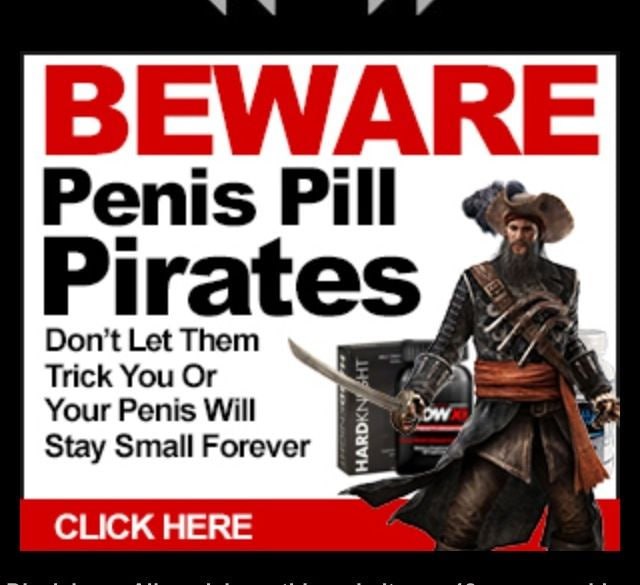 BEWARE
Penis Pill
Pirates
Don't Let Them
Trick You Or
Your Penis Will
Stay Small Forever
HARDKNIGHT
CLICK HERE